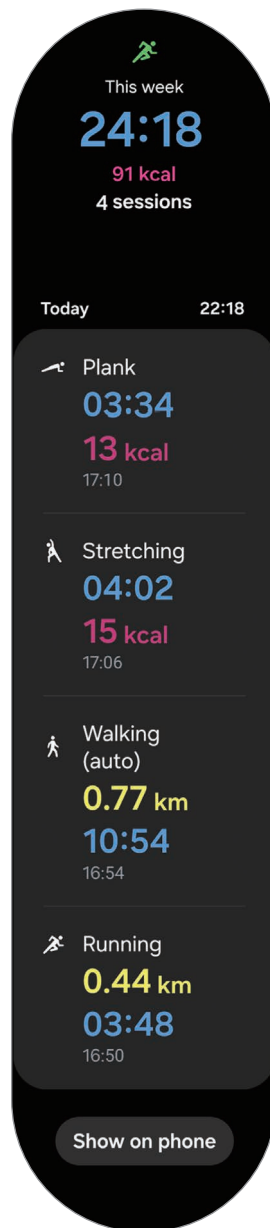 This week
24:18
91 kcal
4 sessions
Today 22:18
Plank
03:34
13 kcal
17:10
Stretching
04:02
15 kcal
17:06
Walking
(auto)
0.77 km
10:54
16:54
Running
0.44 km
03:48
16:50
Show on phone